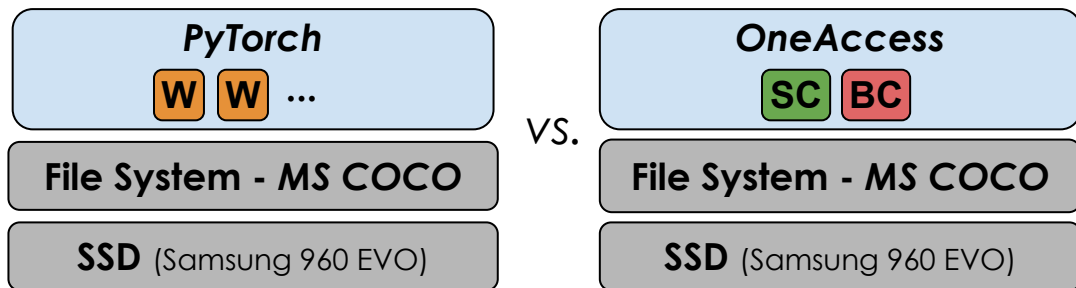 PyTorch
W W ...
File System - MS COCO
SSD (Samsung 960 EVO)
vs.
OneAccess
SC BC
File System - MS COCO
SSD (Samsung 960 EVO)